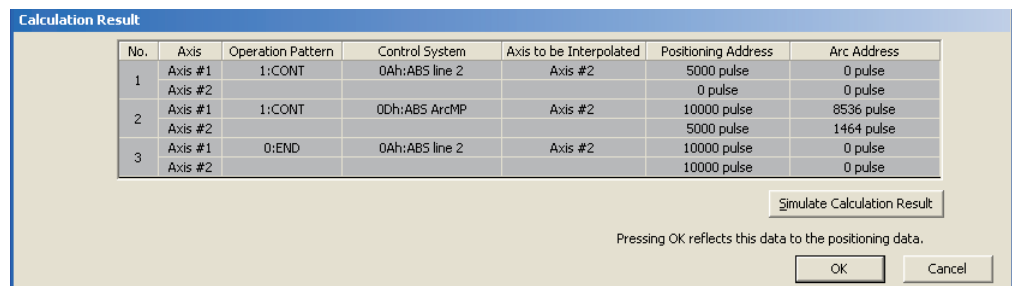 Calculation Result
No. Axis Operation Pattern Control System Axis to be Interpolated Positioning Address Arc Address
1 Axis #1 1:CONT 0Ah:ABS line 2 Axis #2 5000 pulse 0 pulse
Axis #2 0 pulse 0 pulse
2 Axis #1 1:CONT 0Dh:ABS ArcMP Axis #2 10000 pulse 8536 pulse
Axis #2 5000 pulse 1464 pulse
3 Axis #1 0:END 0Ah:ABS line 2 Axis #2 10000 pulse 0 pulse
Axis #2 10000 pulse 0 pulse
Simulate Calculation Result
Pressing OK reflects this data to the positioning data.
OK Cancel